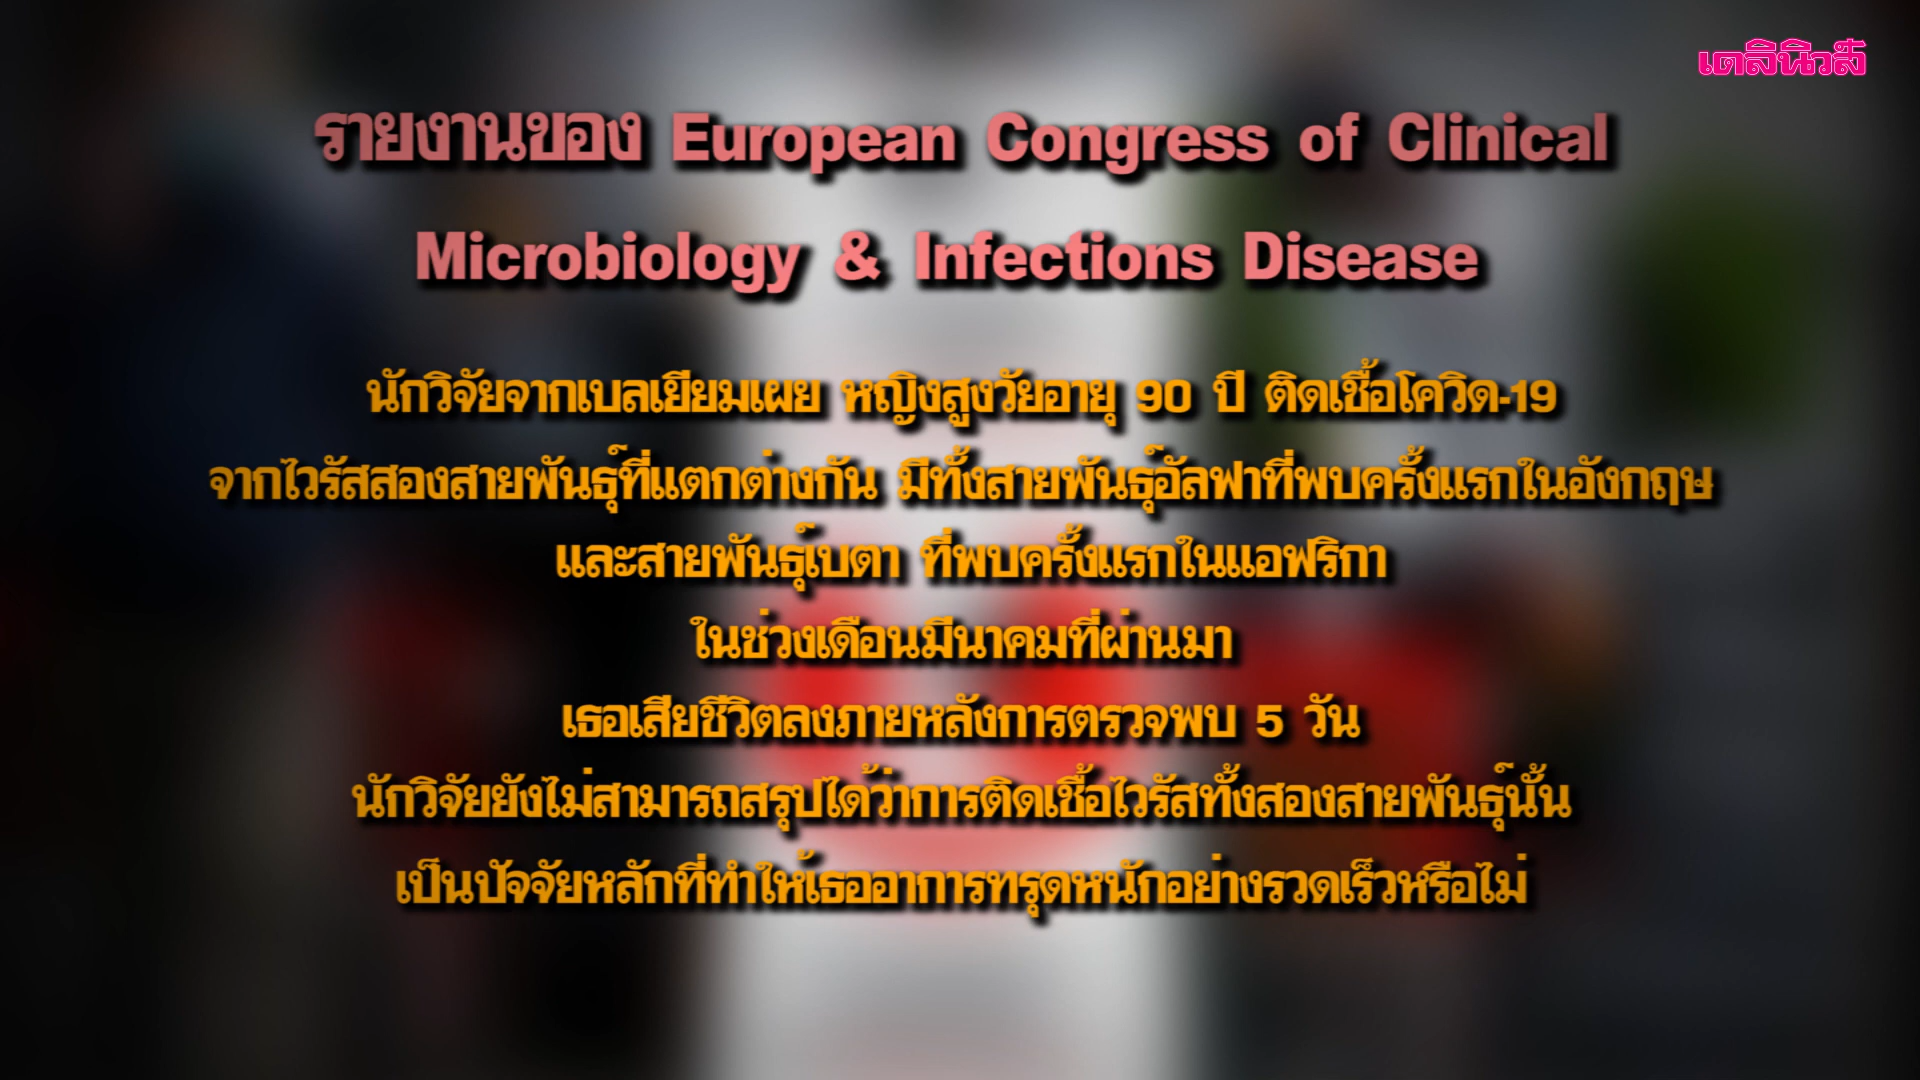 เดลินิวส์
รายงานของ European Congress of Clinical
Microbiology & Infections Disease
นักวิจัยจากเบลเยียมเผย หญิงสูงวัยอายุ 90 ปี ติดเชื้อโควิด-19
จากไวรัสสองสายพันธุ์ที่แตกต่างกัน มีทั้งสายพันธุ์อัลฟาที่พบครั้งแรกในอังกฤษ
และสายพันธุ์เบตา ที่พบครั้งแรกในแอฟริกา
ในช่วงเดือนมีนาคมที่ผ่านมา
เธอเสียชีวิตลงภายหลังการตรวจพบ 5 วัน
นักวิจัยยังไม่สามารถสรุปได้ว่าการติดเชื้อไวรัสทั้งสองสายพันธุ์นั้น
เป็นปัจจัยหลักที่ทำให้เธออาการทรุดหนักอย่างรวดเร็วหรือไม่